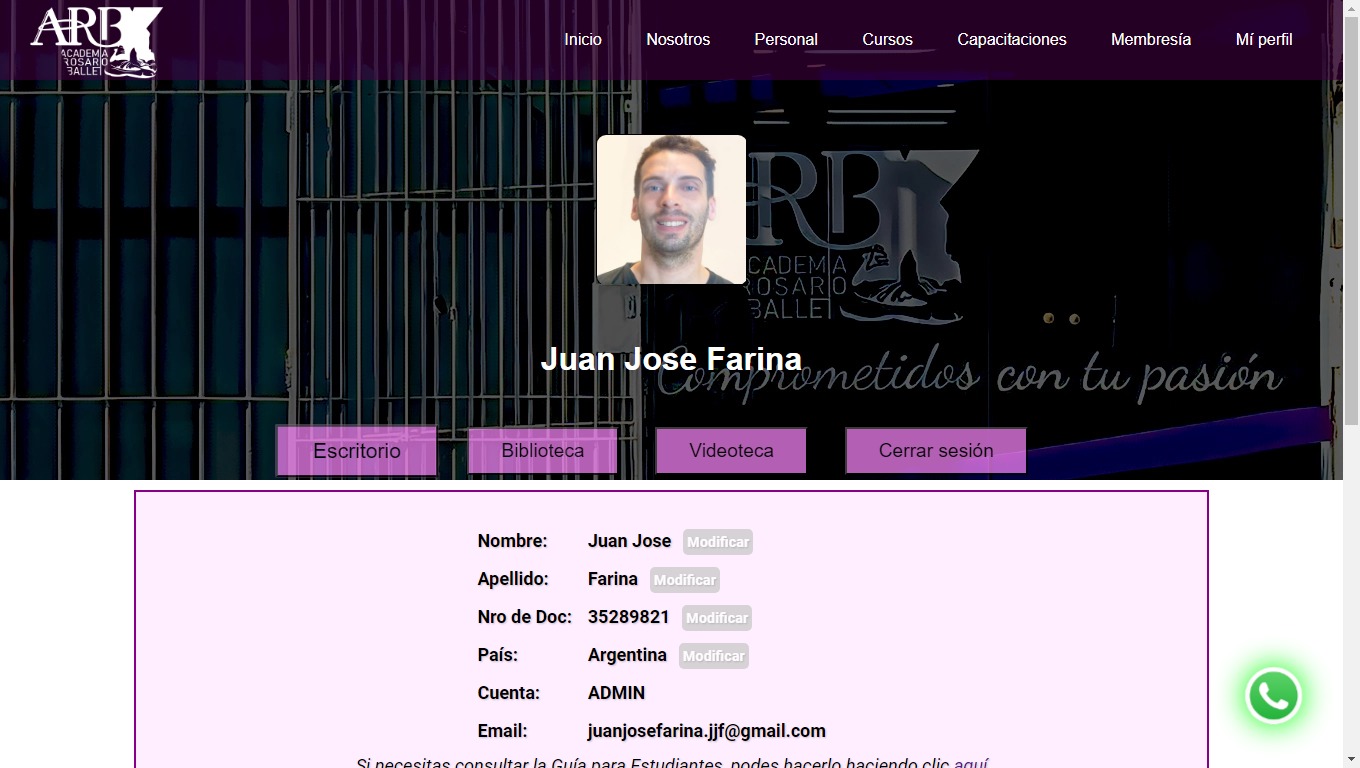 ARB
ACADEMIA
ROSARIO
BALLET
Inicio Nosotros Personal Cursos Capacitaciones Membresía Mí perfil
ARB
ACADEMIA
ROSARIO
BALLET
Juan Jose Farina
Comprometidos con tu pasión
Escritorio Biblioteca Videoteca Cerrar sesión
Nombre: Juan Jose Modificar
Apellido: Farina Modificar
Nro de Doc: 35289821 Modificar
País: Argentina Modificar
Cuenta: ADMIN
Email: juanjosefarina.jjf@gmail.com
Si necesitas consultar la Guía para Estudiantes, podes hacerlo haciendo clic aquí